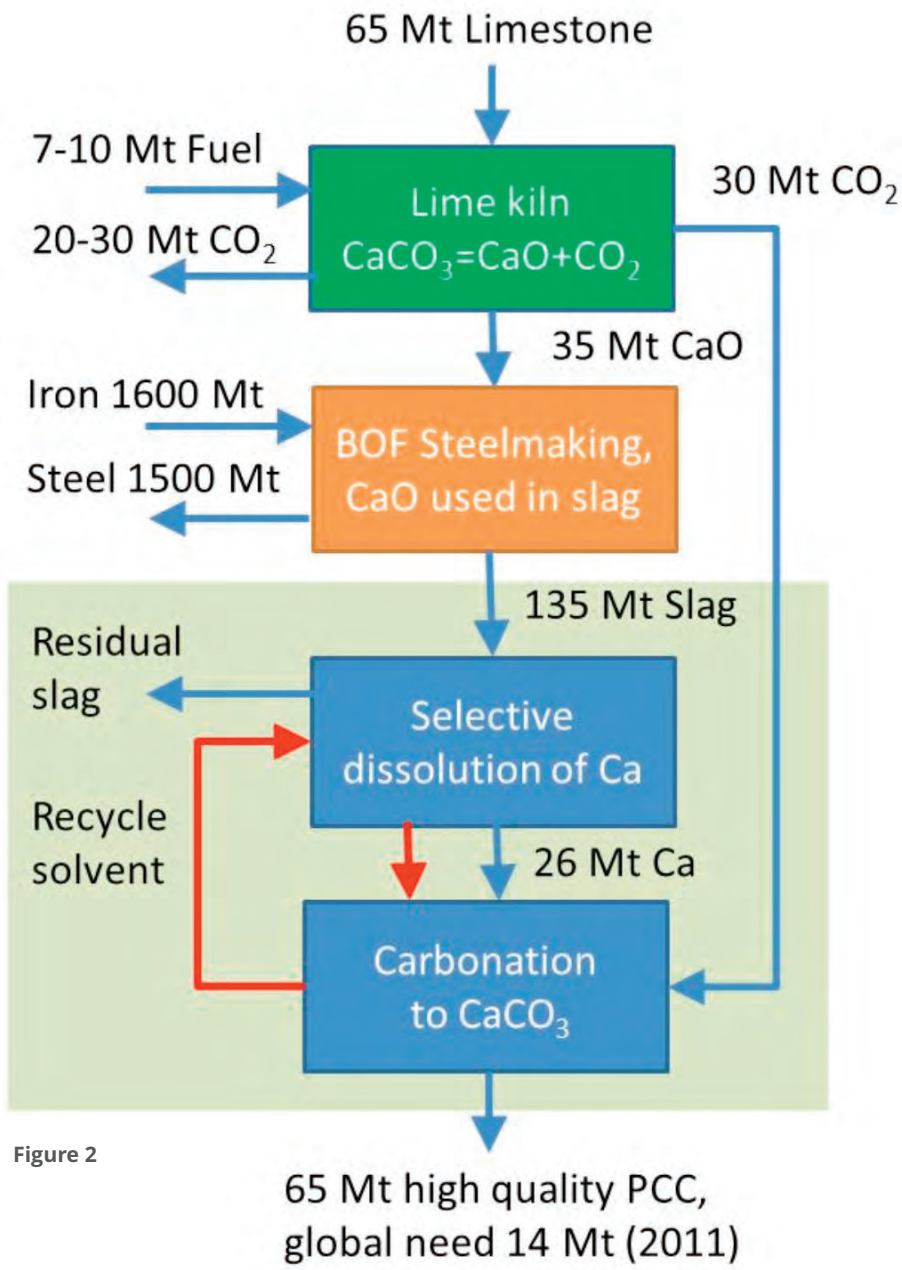 65 Mt Limestone
7-10 Mt Fuel
30 Mt CO₂
Lime kiln
CaCO₃=CaO+CO₂
20-30 Mt CO₂
35 Mt CaO
Iron 1600 Mt
BOF Steelmaking,
CaO used in slag
Steel 1500 Mt
135 Mt Slag
Residual
slag
Selective
dissolution of Ca
Recycle
solvent
26 Mt Ca
Carbonation
to CaCO₃
Figure 2
65 Mt high quality PCC,
global need 14 Mt (2011)